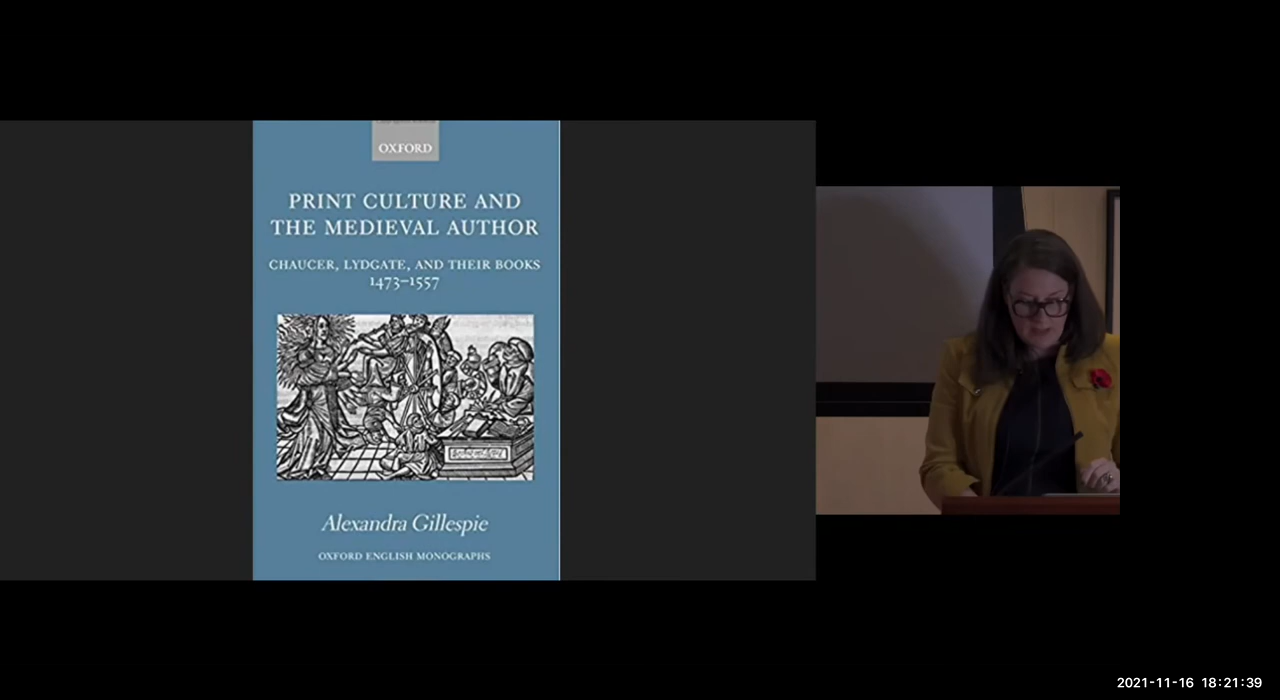 OXFORD
PRINT CULTURE AND
THE MEDIEVAL AUTHOR
CHAUCER, LYDGATE, AND THEIR BOOKS
1473–1557
Alexandra Gillespie
OXFORD ENGLISH MONOGRAPHS
2021-11-16 18:21:39